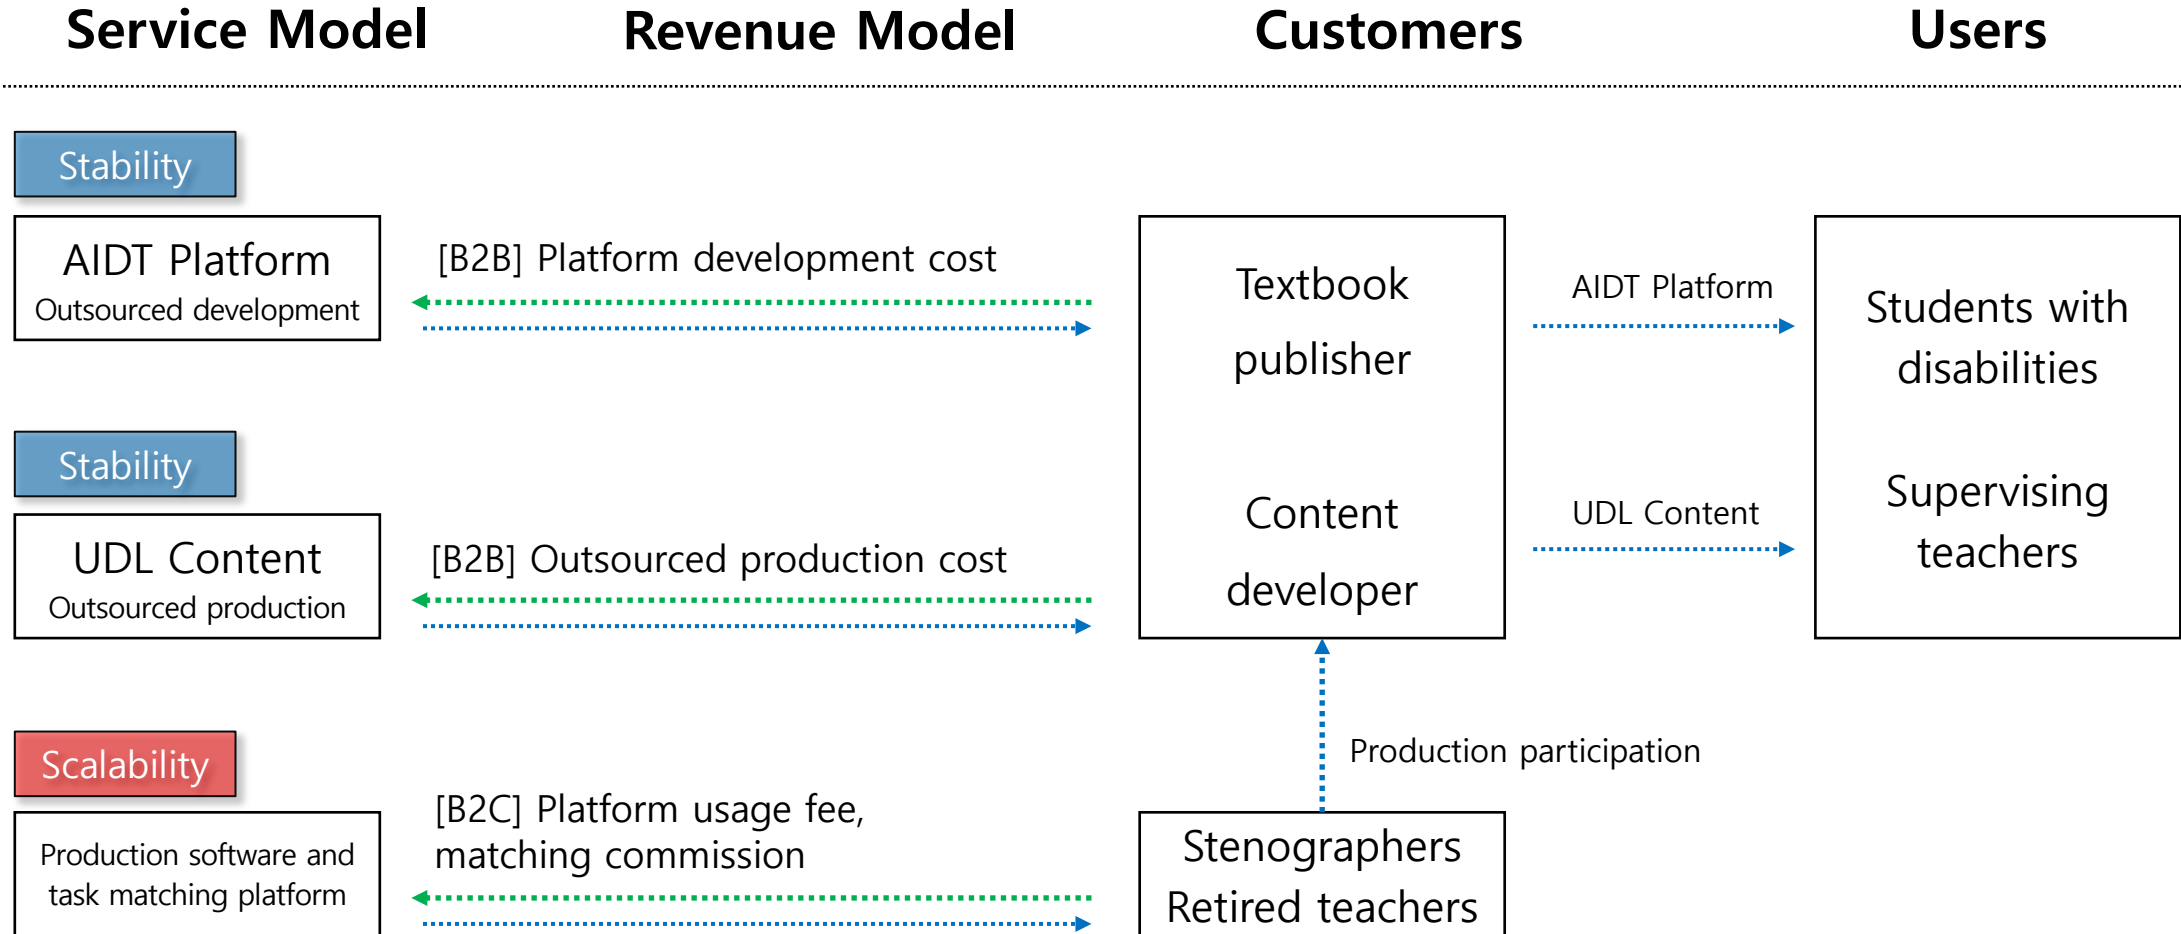 Service Model
Revenue Model
Customers
Users
Stability
AIDT Platform
Outsourced development
[B2B] Platform development cost
Textbook
publisher
AIDT Platform
Students with
disabilities
Stability
UDL Content
Outsourced production
[B2B] Outsourced production cost
Content
developer
UDL Content
Supervising
teachers
Scalability
Production software and
task matching platform
[B2C] Platform usage fee,
matching commission
Production participation
Stenographers
Retired teachers